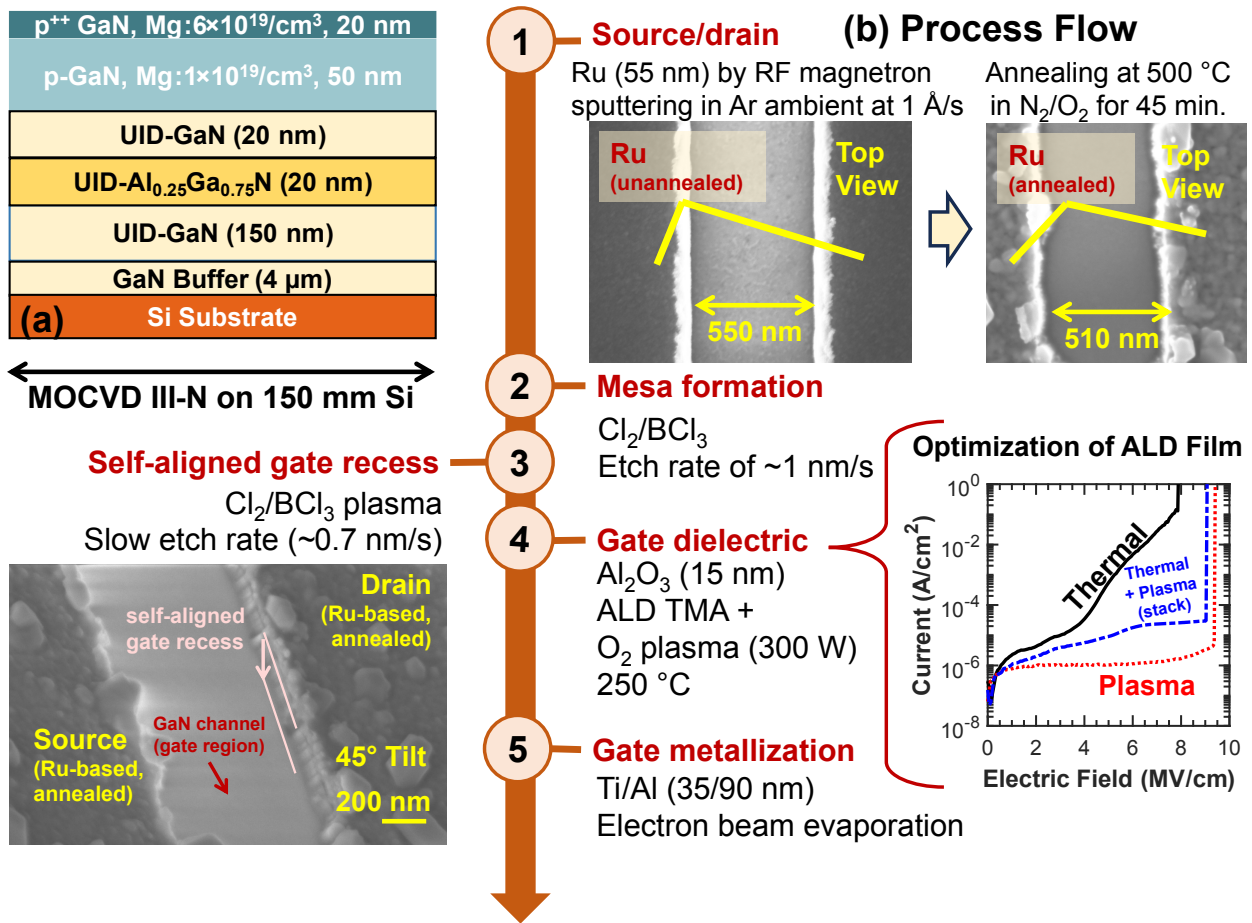 p⁺⁺ GaN, Mg:6×10¹⁹/cm³, 20 nm
p-GaN, Mg:1×10¹⁹/cm³, 50 nm
UID-GaN (20 nm)
UID-Al₀.₂₅Ga₀.₇₅N (20 nm)
UID-GaN (150 nm)
GaN Buffer (4 µm)
(a)
Si Substrate
MOCVD III-N on 150 mm Si
(b) Process Flow
1
Source/drain
Ru (55 nm) by RF magnetron
sputtering in Ar ambient at 1 Å/s
Ru
(unannealed)
Top
View
550 nm
Annealing at 500 °C
in N₂/O₂ for 45 min.
Ru
(annealed)
Top
View
510 nm
2
Mesa formation
Cl₂/BCl₃
Etch rate of ~1 nm/s
Self-aligned gate recess
3
Cl₂/BCl₃ plasma
Slow etch rate (~0.7 nm/s)
Drain
(Ru-based,
annealed)
self-aligned
gate recess
GaN channel
(gate region)
Source
(Ru-based,
annealed)
45° Tilt
200 nm
4
Gate dielectric
Al₂O₃ (15 nm)
ALD TMA +
O₂ plasma (300 W)
250 °C
Optimization of ALD Film
Current (A/cm²)
10⁰
10⁻²
10⁻⁴
10⁻⁶
10⁻⁸
Thermal
Thermal
+ Plasma
(stack)
Plasma
0
2
4
6
8
10
Electric Field (MV/cm)
5
Gate metallization
Ti/Al (35/90 nm)
Electron beam evaporation